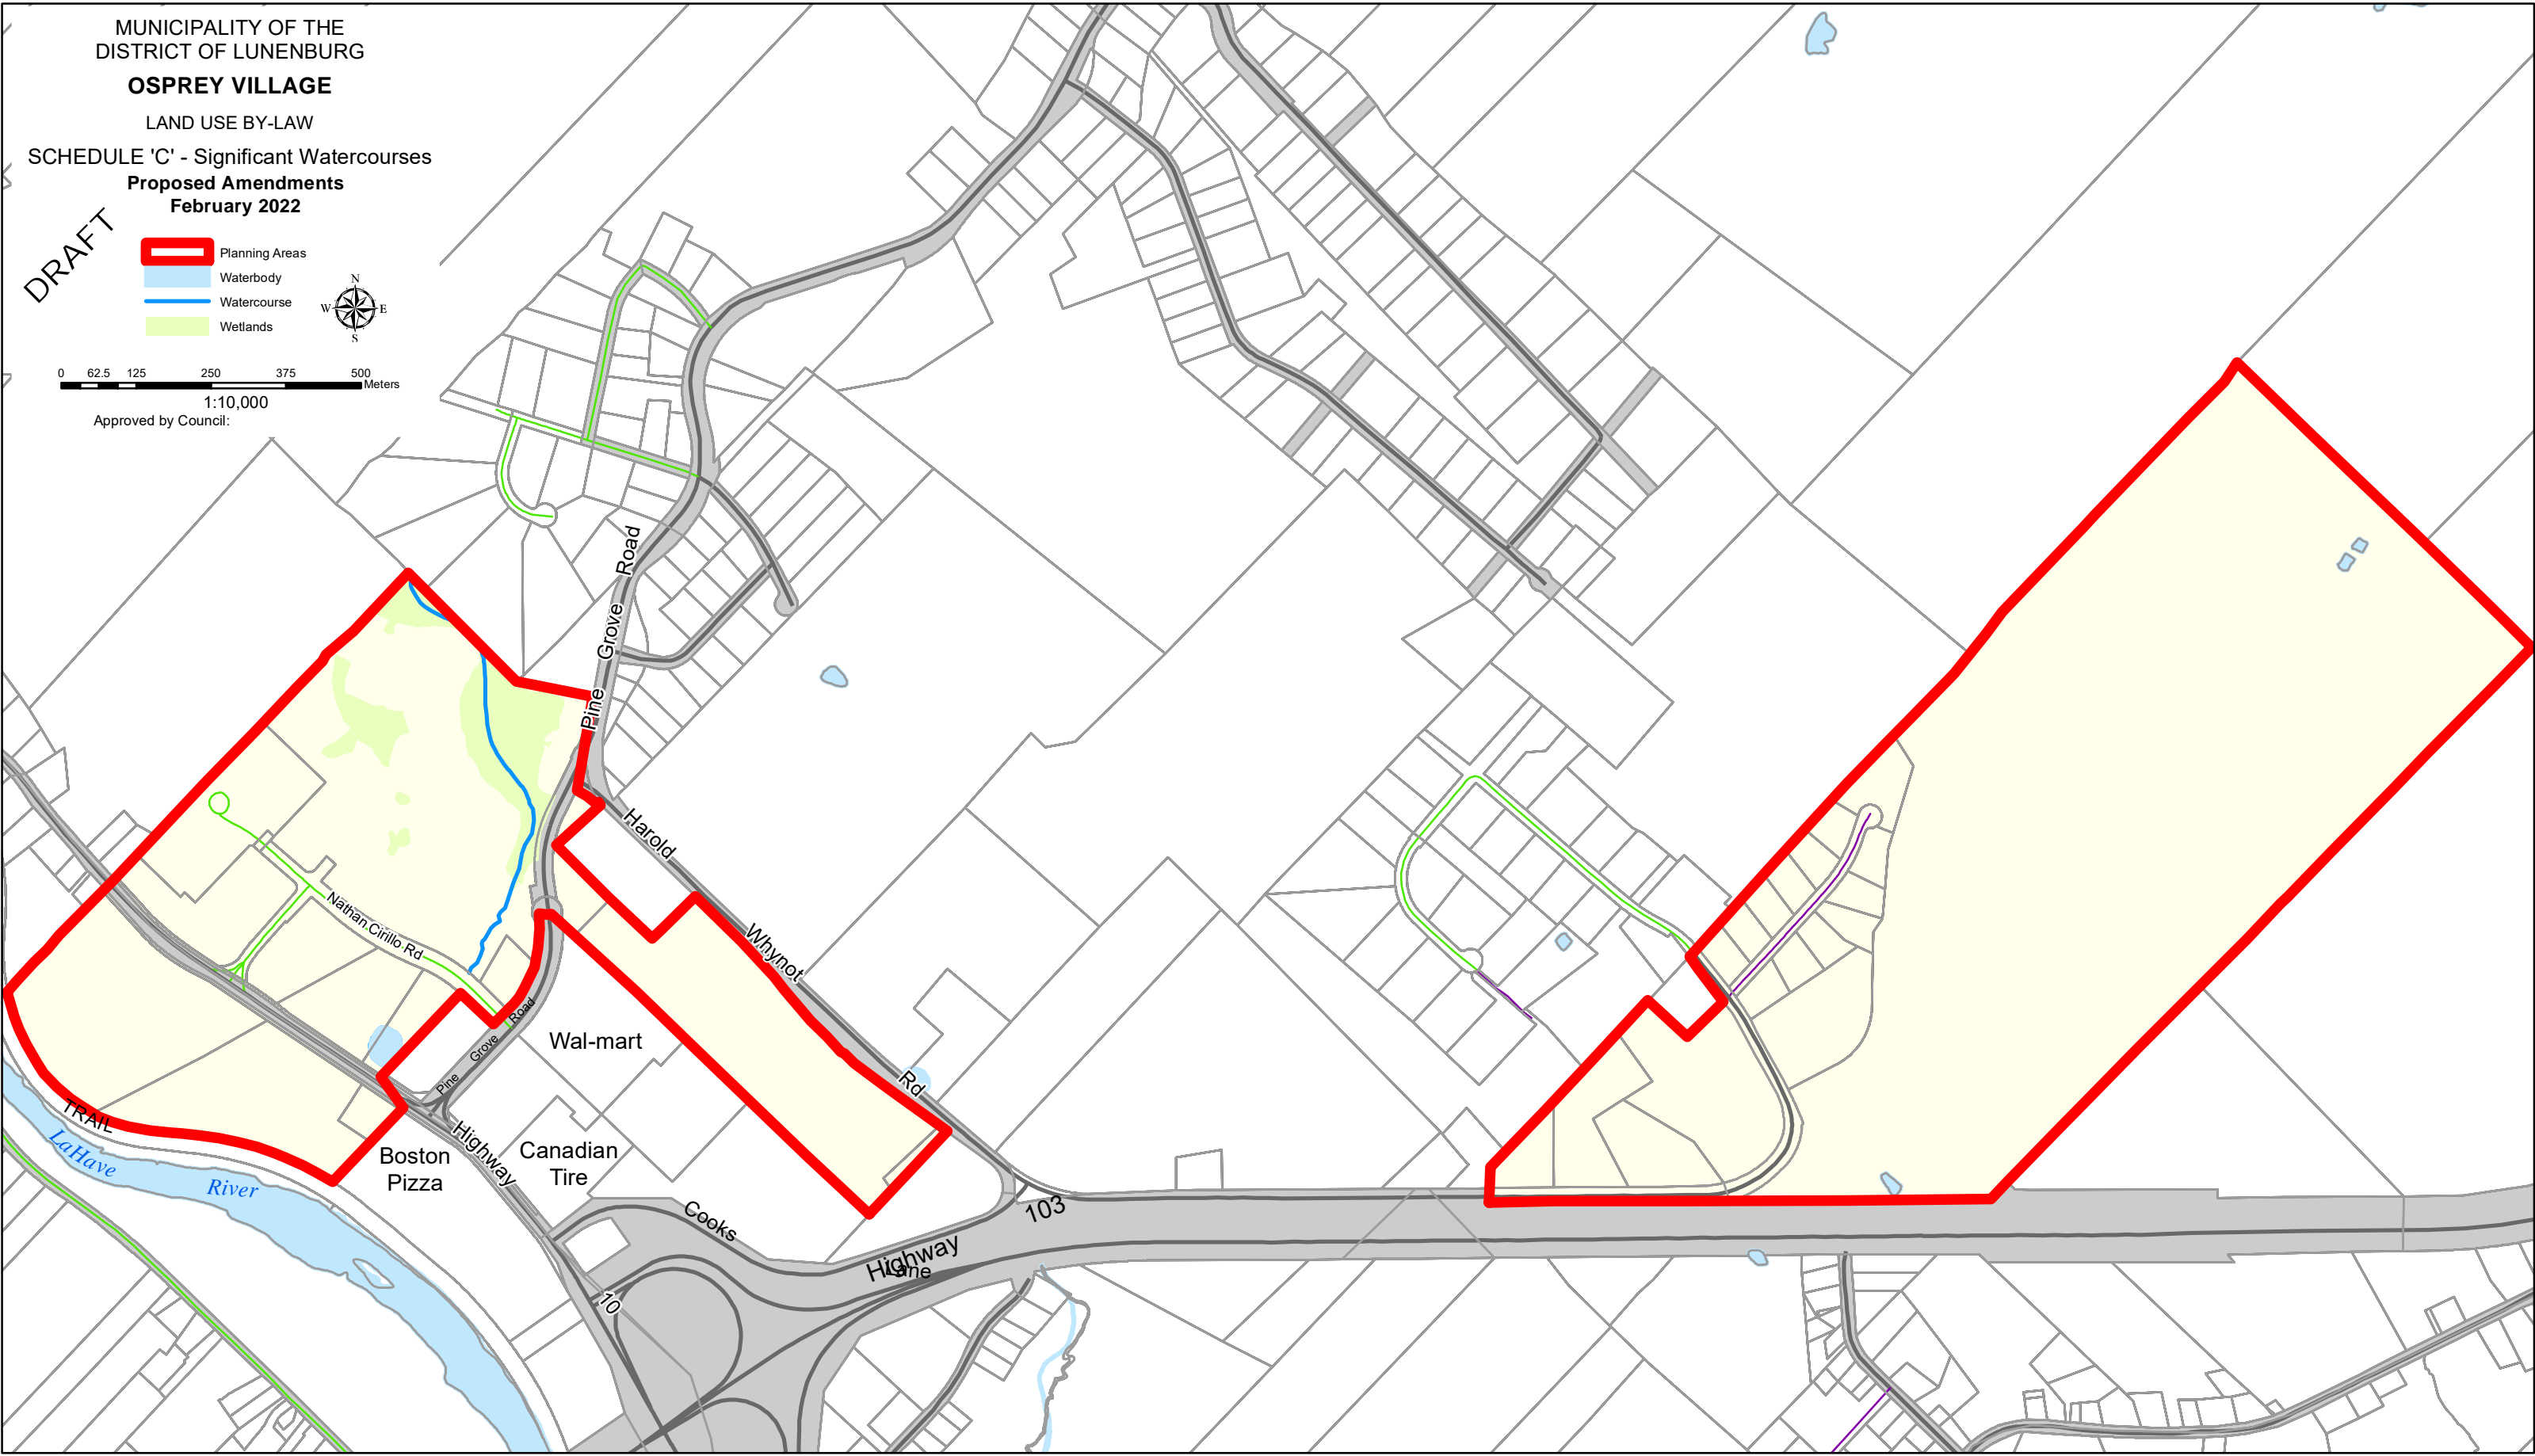 MUNICIPALITY OF THE
DISTRICT OF LUNENBURG
OSPREY VILLAGE
LAND USE BY-LAW
SCHEDULE 'C' - Significant Watercourses
Proposed Amendments
February 2022
DRAFT
Planning Areas
Waterbody
Watercourse
Wetlands
N
W E
S
0 62.5 125 250 375 500
Meters
1:10,000
Approved by Council:
Pine Grove Road
Harold Whynot Rd
Nathan Cirillo Rd
Pine Grove Road
Wal-mart
Canadian
Tire
Boston
Pizza
TRAIL
LaHave River
Highway 10
Cooks Lane
Highway 103